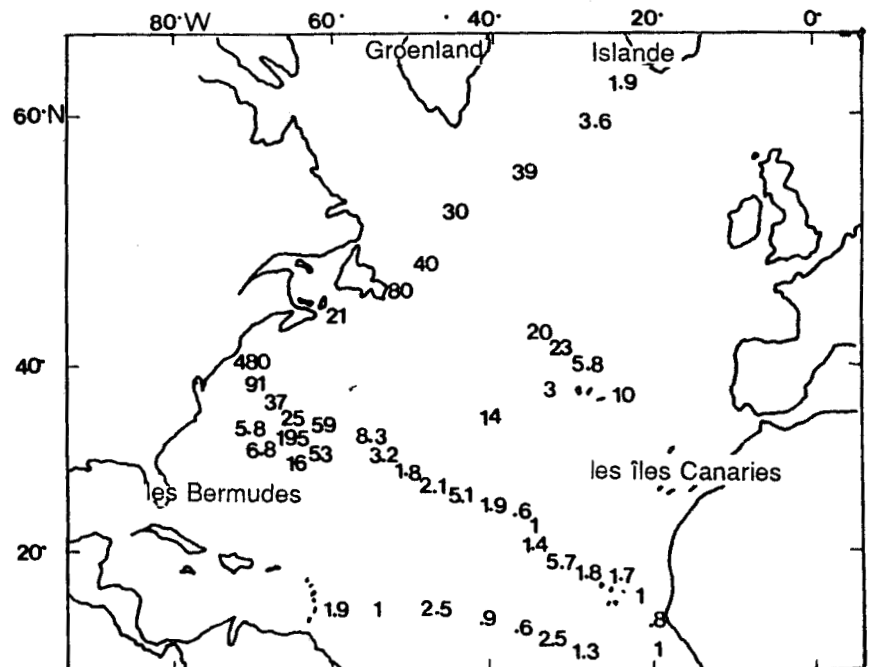 80°W 60° 40° 20° 0°
Groenland Islande
1.9
60°N
3.6
39
30
40
80
21
20
23
480 5.8
40°
91 3 10
37
25 59 14
5.8 195 8.3
6.8 53 3.2
16
1.8 les îles Canaries
2.1
les Bermudes 5.1
1.9 .6
1
20° 1.4
5.7
1.8 1.7
1
1.9 1 2.5 .9 .8
.6
2.5
1.3 1